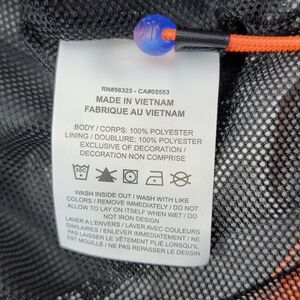 RN#56323 - CA#05553
MADE IN VIETNAM
FABRIQUE AU VIETNAM
BODY / CORPS: 100% POLYESTER
LINING / DOUBLURE: 100% POLYESTER
EXCLUSIVE OF DECORATION /
DECORATION NON COMPRISE
WASH INSIDE OUT / WASH WITH LIKE
COLORS / REMOVE IMMEDIATELY / DO NOT
ALLOW TO LAY ON ITSELF WHEN WET / DO
NOT IRON DESIGN
LAVER A L'ENVERS / LAVER AVEC COULEURS
SIMILAIRES / ENLEVER IMMEDIATEMENT / NE
PAS LAISSER LE VÊTEMENT PLIÉ LORSQU'IL
EST MOUILLÉ / NE PAS REPASSER LE MOTIF